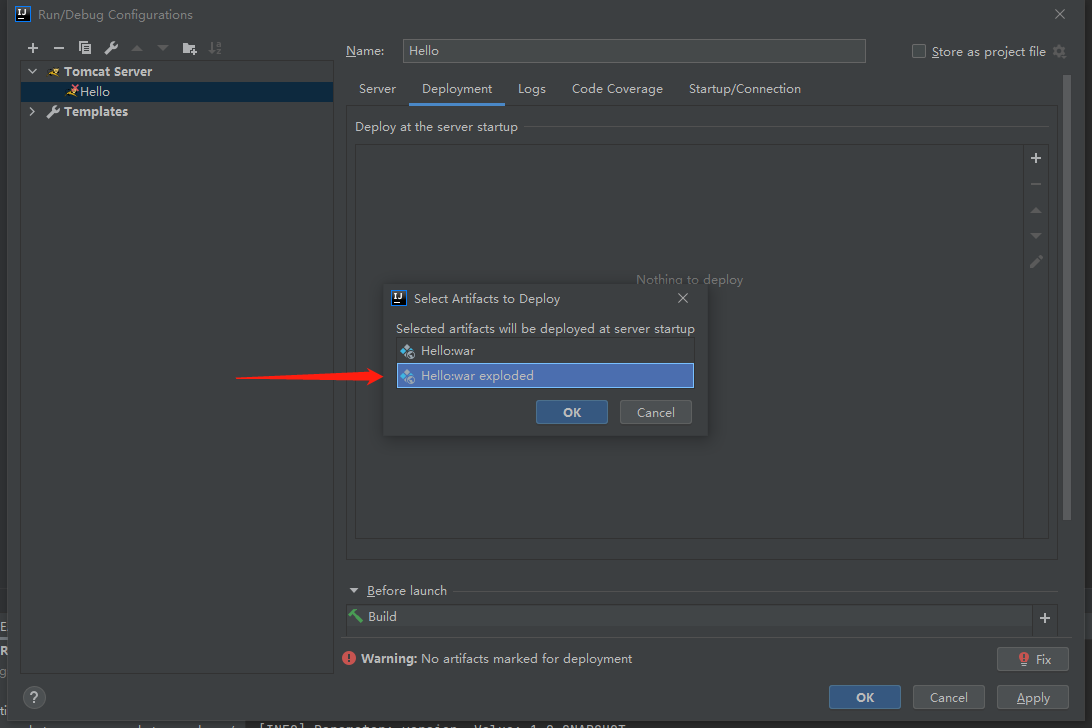 Run/Debug Configurations
Tomcat Server
Hello
Templates
Name: Hello
Store as project file
Server Deployment Logs Code Coverage Startup/Connection
Deploy at the server startup
Nothing to deploy
Select Artifacts to Deploy
Selected artifacts will be deployed at server startup
Hello:war
Hello:war exploded
OK Cancel
Before launch
Build
Warning: No artifacts marked for deployment
Fix
? OK Cancel Apply